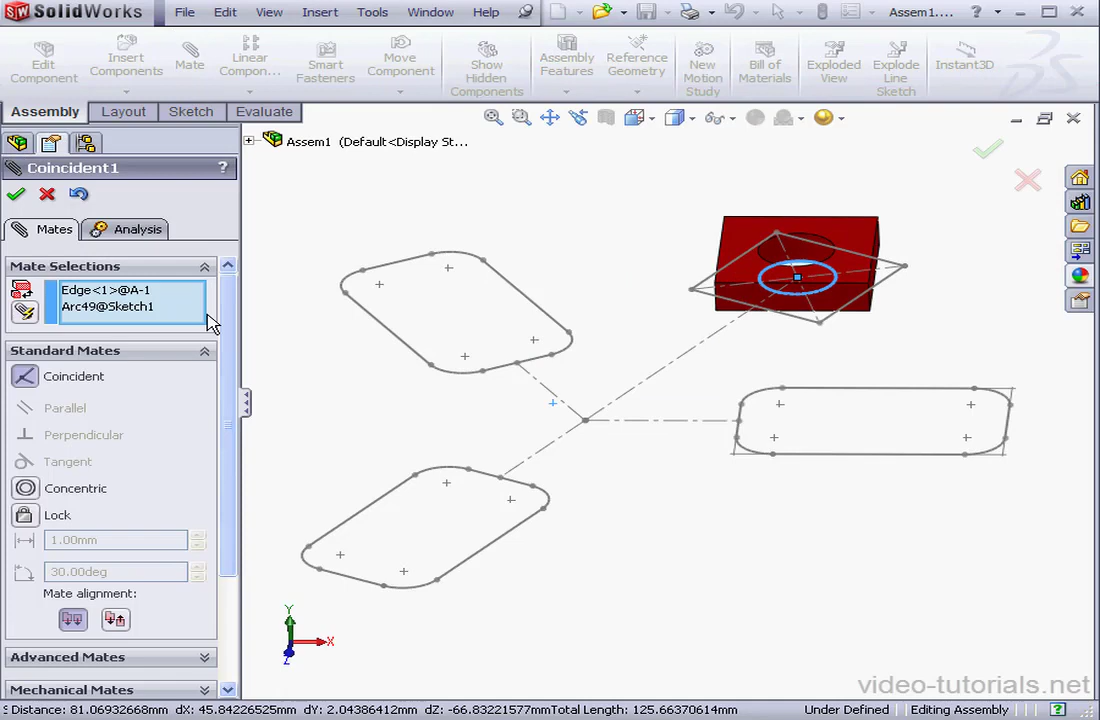 SolidWorks File Edit View Insert Tools Window Help Assem1.... ?
Edit Component
Insert Components
Mate
Linear Compon...
Smart Fasteners
Move Component
Show Hidden Components
Assembly Features
Reference Geometry
New Motion Study
Bill of Materials
Exploded View
Explode Line Sketch
Instant3D
Assembly Layout Sketch Evaluate
Assem1 (Default<Display St...
Coincident1 ?
Mates Analysis
Mate Selections
Edge<1>@A-1
Arc49@Sketch1
Standard Mates
Coincident
Parallel
Perpendicular
Tangent
Concentric
Lock
1.00mm
30.00deg
Mate alignment:
Advanced Mates
Mechanical Mates
Y
X
Z
video-tutorials.net
Distance: 81.06932668mm dX: 45.84226525mm dY: 2.04386412mm dZ: -66.83221577mmTotal Length: 125.66370614mm Under Defined Editing Assembly